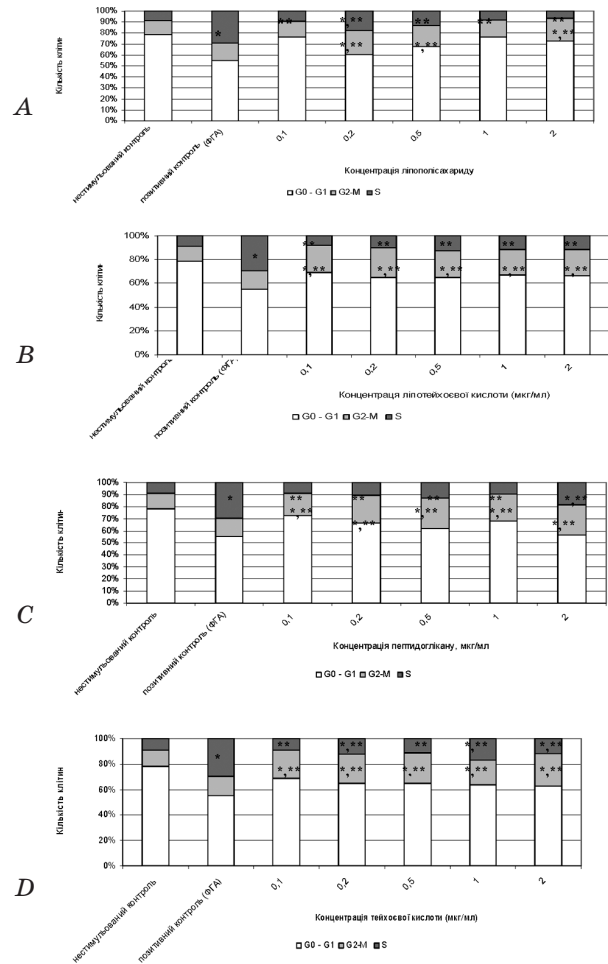 A
Кількість клітин
100%
90%
80%
70%
60%
50%
40%
30%
20%
10%
0%
* ** *,** *,** ** *,** ** ** *,**
нестимульований контроль
позитивний контроль (ФГА)
0,1 0,2 0,5 1 2
Концентрація ліпополісахариду
G0 - G1 G2-M S
B
Кількість клітин
100%
80%
60%
40%
20%
0%
* ** ** ** ** **
*,** *,** *,** *,** *,**
нестимульований контроль
позитивний контроль (ФГА)
0,1 0,2 0,5 1 2
Концентраця ліпотейхоєвої кислоти (мкг/мл)
G0 - G1 G2-M S
C
Кількість клітин
100%
90%
80%
70%
60%
50%
40%
30%
20%
10%
0%
* ** ** ** ** *,**
*,** *,** *,** *,** *,**
нестимульований контроль
позитивний контроль (ФГА)
0,1 0,2 0,5 1 2
Концентрація пептидоглікану, мкг/мл
G0 - G1 G2-M S
D
Кількість клітин
100%
80%
60%
40%
20%
0%
* ** *,** ** *,** *,**
*,** *,** *,** *,** *,**
нестимульований контроль
позитивний контроль (ФГА)
0,1 0,2 0,5 1 2
Концентрація тейхоєвої кислоти (мкг/мл)
G0 - G1 G2-M S